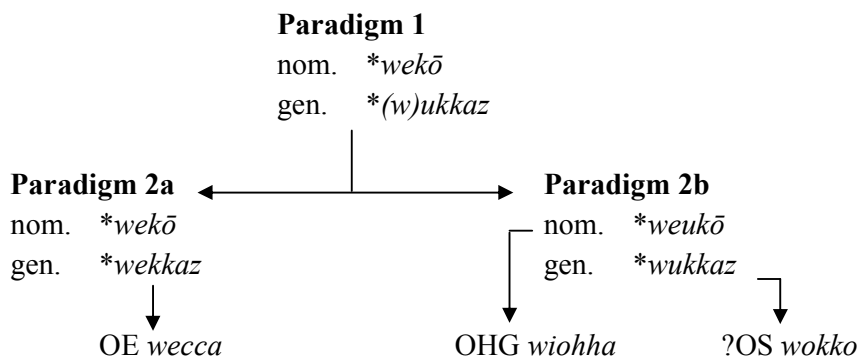 Paradigm 1
nom. *wekō
gen. *(w)ukkaz
Paradigm 2a
nom. *wekō
gen. *wekkaz
OE wecca
Paradigm 2b
nom. *weukō
gen. *wukkaz
OHG wiohha
?OS wokko